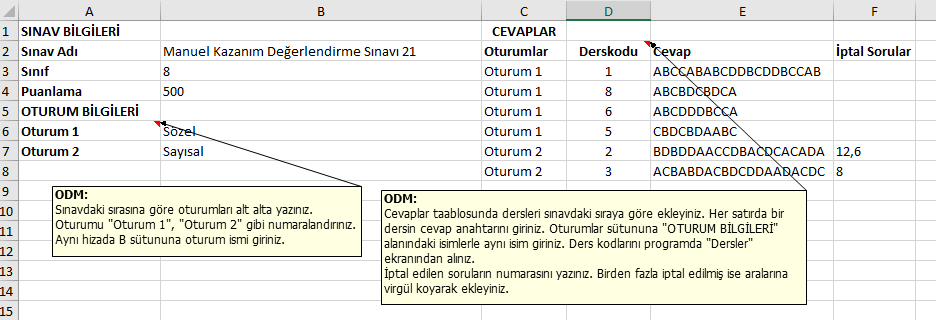 A B C D E F
1 SINAV BİLGİLERİ CEVAPLAR
2 Sınav Adı Manuel Kazanım Değerlendirme Sınavı 21 Oturumlar Derskodu Cevap İptal Sorular
3 Sınıf 8 Oturum 1 1 ABCCABABCDDBCDDBCCAB
4 Puanlama 500 Oturum 1 8 ABCBDCBDCA
5 OTURUM BİLGİLERİ Oturum 1 6 ABCDDDBCCA
6 Oturum 1 Sözel Oturum 1 5 CBDCBDAABC
7 Oturum 2 Sayısal Oturum 2 2 BDBDDAACCDBACDCACADA 12,6
8 Oturum 2 3 ACBABDACBDCDDAADACDC 8
9
10
11
12
13
14
15
ODM:
Sınavdaki sırasına göre oturumları alt alta yazınız.
Oturumu "Oturum 1", "Oturum 2" gibi numaralandırınız.
Aynı hizada B sütününa oturum ismi giriniz.
ODM:
Cevaplar taablosunda dersleri sınavdaki sıraya göre ekleyiniz. Her satırda bir
dersin cevap anahtarını giriniz. Oturumlar sütununa "OTURUM BİLGİLERİ"
alanındaki isimlerle aynı isim giriniz. Ders kodlarını programda "Dersler"
ekranından alınız.
İptal edilen soruların numarasını yazınız. Birden fazla iptal edilmiş ise aralarına
virgül koyarak ekleyiniz.